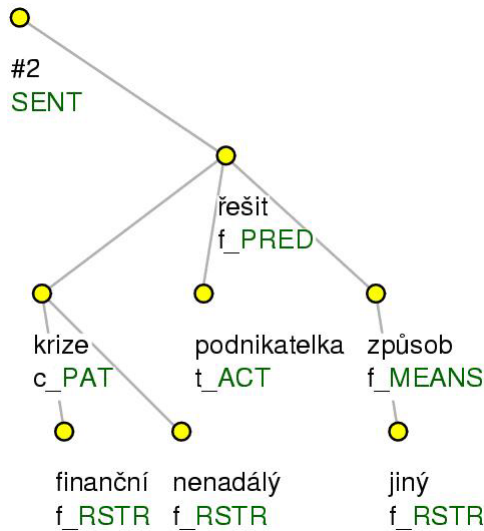 #2
SENT
řešit
f_PRED
krize
c_PAT
podnikatelka
t_ACT
způsob
f_MEANS
finanční
f_RSTR
nenadálý
f_RSTR
jiný
f_RSTR